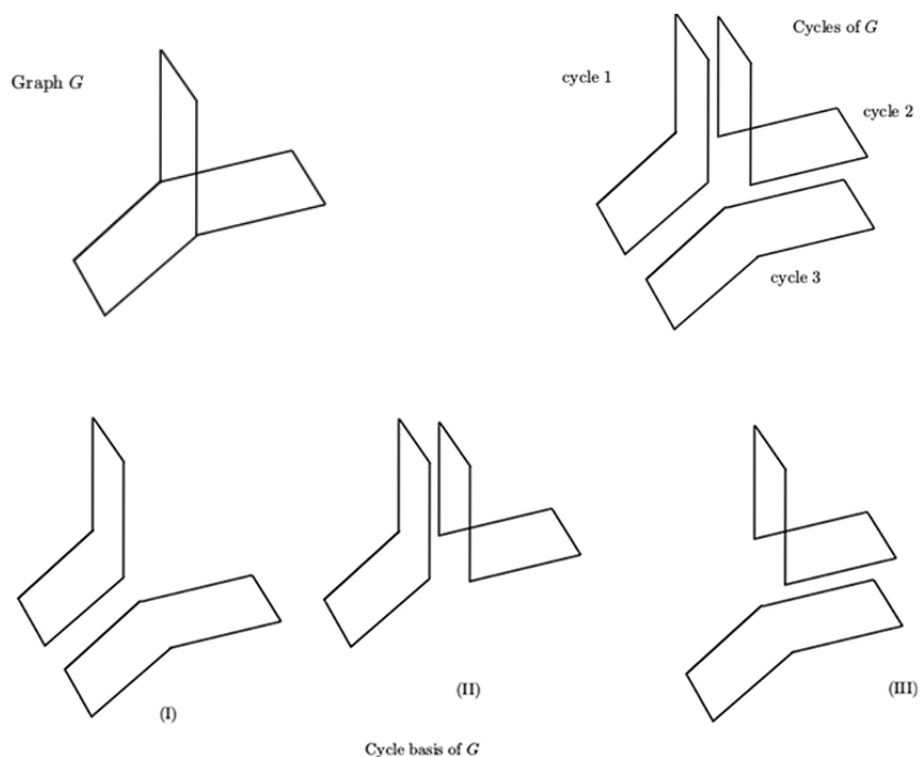 Cycles of G
Graph G
cycle 1
cycle 2
cycle 3
(I)
(II)
(III)
Cycle basis of G